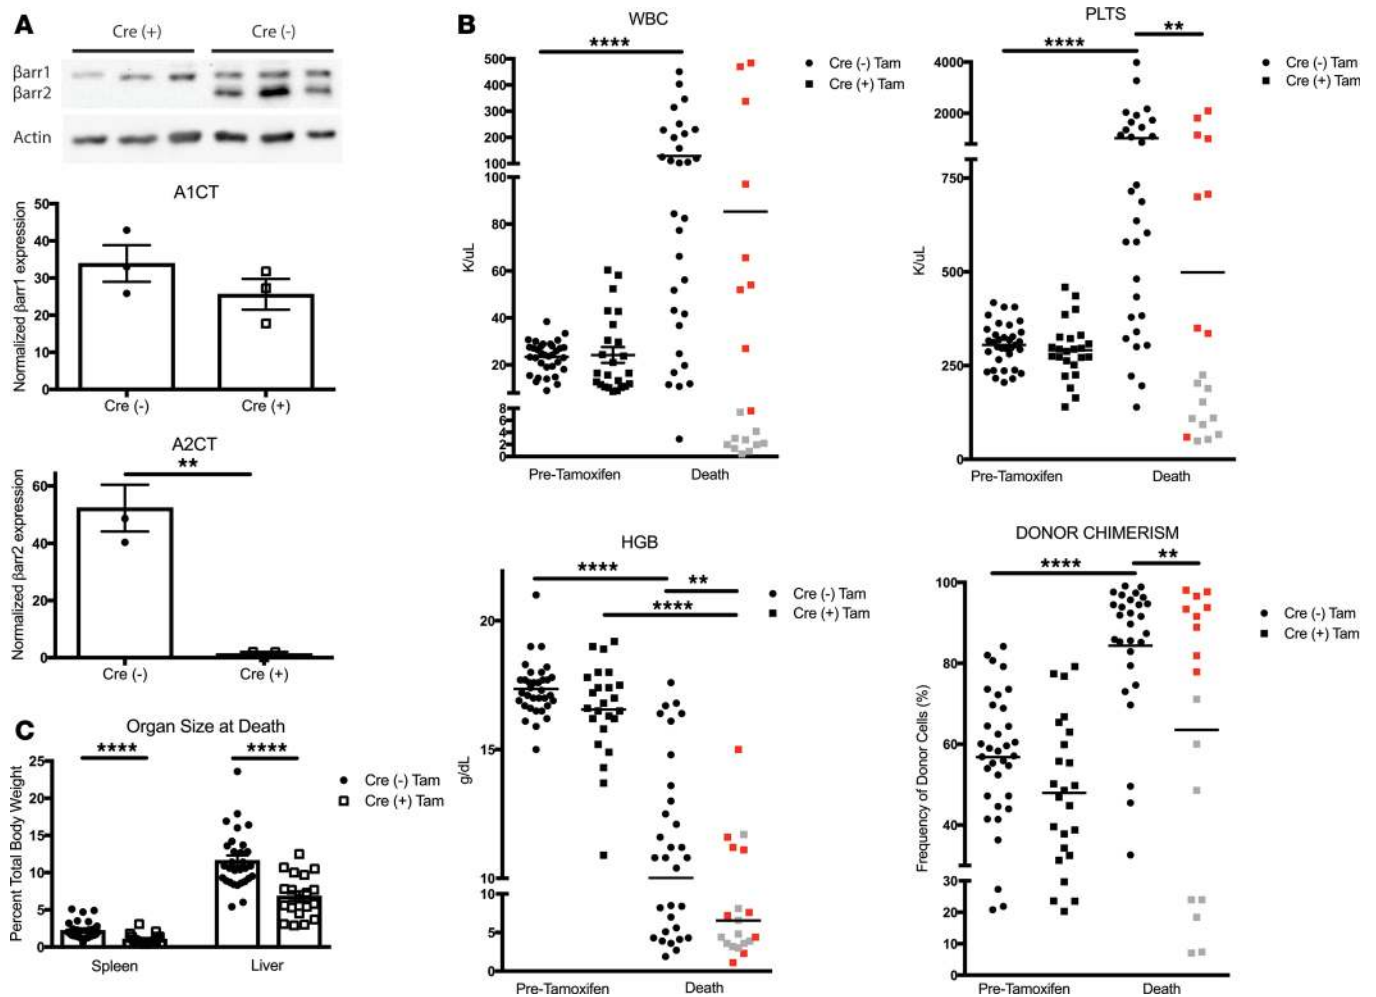 A
Cre (+) Cre (-)
βarr1
βarr2
Actin
A1CT
Normalized βarr1 expression
50
40
30
20
10
0
Cre (-) Cre (+)
A2CT
**
Normalized βarr2 expression
60
40
20
0
Cre (-) Cre (+)
C
Organ Size at Death
**** ****
Cre (-) Tam
Cre (+) Tam
Percent Total Body Weight
25
20
15
10
5
0
Spleen Liver
B
WBC
****
Cre (-) Tam
Cre (+) Tam
K/uL
500
400
300
200
100
100
80
60
40
20
8
6
4
2
0
Pre-Tamoxifen Death
PLTS
**
****
Cre (-) Tam
Cre (+) Tam
K/uL
4000
2000
750
500
250
0
Pre-Tamoxifen Death
HGB
**** **
****
Cre (-) Tam
Cre (+) Tam
g/dL
20
15
10
10
5
0
Pre-Tamoxifen Death
DONOR CHIMERISM
**** **
Cre (-) Tam
Cre (+) Tam
Frequency of Donor Cells (%)
100
80
60
40
30
20
10
0
Pre-Tamoxifen Death